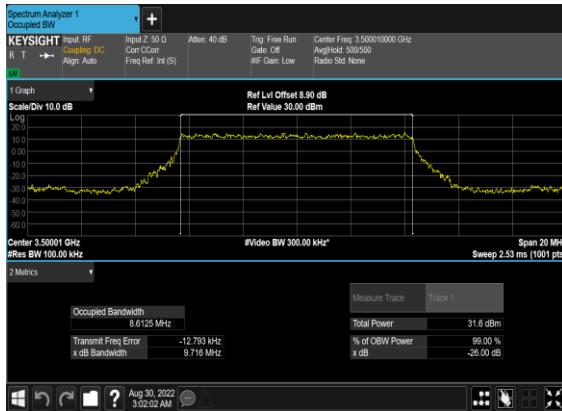 Spectrum Analyzer 1
Occupied BW
+
KEYSIGHT
R T
LXI
Input: RF
Coupling: DC
Align: Auto
Input Z: 50 Ω
Corr CCorr
Freq Ref: Int (S)
Atten: 40 dB
Trig: Free Run
Gate: Off
#IF Gain: Low
Center Freq: 3.500010000 GHz
Avg|Hold: 500/500
Radio Std: None
1 Graph
Scale/Div 10.0 dB
Ref Lvl Offset 8.90 dB
Ref Value 30.00 dBm
Log
20.0
10.0
0.00
-10.0
-20.0
-30.0
-40.0
-50.0
-60.0
Center 3.50001 GHz
#Res BW 100.00 kHz
#Video BW 300.00 kHz*
Span 20 MH
Sweep 2.53 ms (1001 pts
2 Metrics
Measure Trace
Trace 1
Occupied Bandwidth
8.6125 MHz
Total Power
31.6 dBm
Transmit Freq Error
-12.793 kHz
% of OBW Power
99.00 %
x dB Bandwidth
9.716 MHz
x dB
-26.00 dB
?
Aug 30, 2022
3:02:02 AM